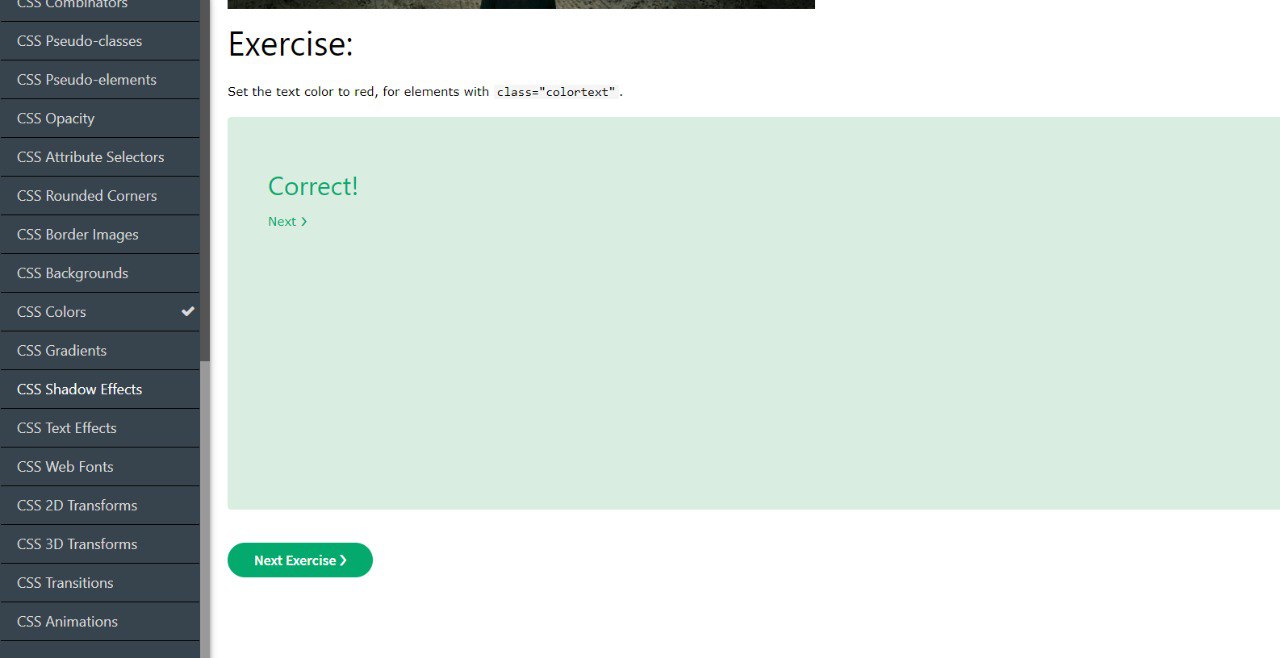 CSS Combinators
CSS Pseudo-classes
CSS Pseudo-elements
CSS Opacity
CSS Attribute Selectors
CSS Rounded Corners
CSS Border Images
CSS Backgrounds
CSS Colors
CSS Gradients
CSS Shadow Effects
CSS Text Effects
CSS Web Fonts
CSS 2D Transforms
CSS 3D Transforms
CSS Transitions
CSS Animations
Exercise:
Set the text color to red, for elements with class="colortext".
Correct!
Next ❯
Next Exercise ❯